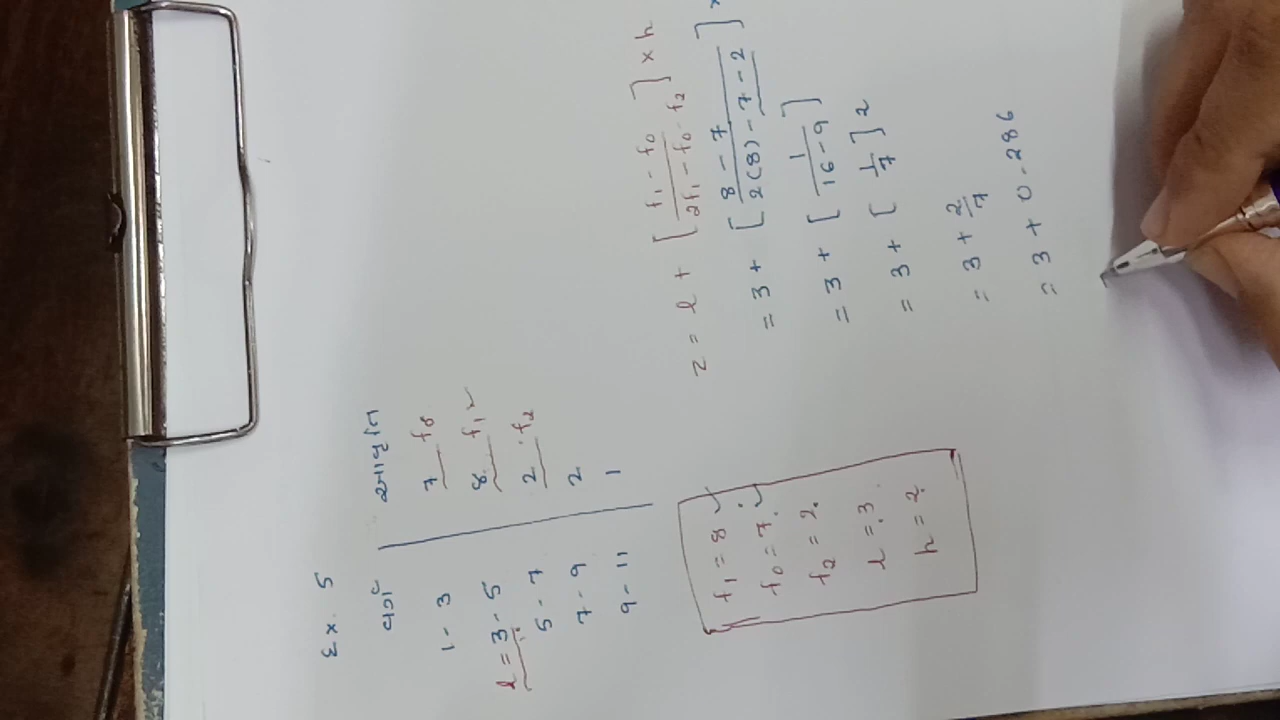 Ex 5
વર્ગ આવૃત્તિ
1 - 3 7 f0
l = 3 - 5 8 f1 ✓
5 - 7 2 f2
7 - 9 2
9 - 11 1
f1 = 8 ✓
f0 = 7 ✓
f2 = 2
l = 3
h = 2
Z = l + [ f1 - f0 / 2f1 - f0 - f2 ] × h
= 3 + [ 8 - 7 / 2(8) - 7 - 2 ] ×
= 3 + [ 1 / 16 - 9 ]
= 3 + [ 1/7 ] 2
= 3 + 2/7
= 3 + 0.286